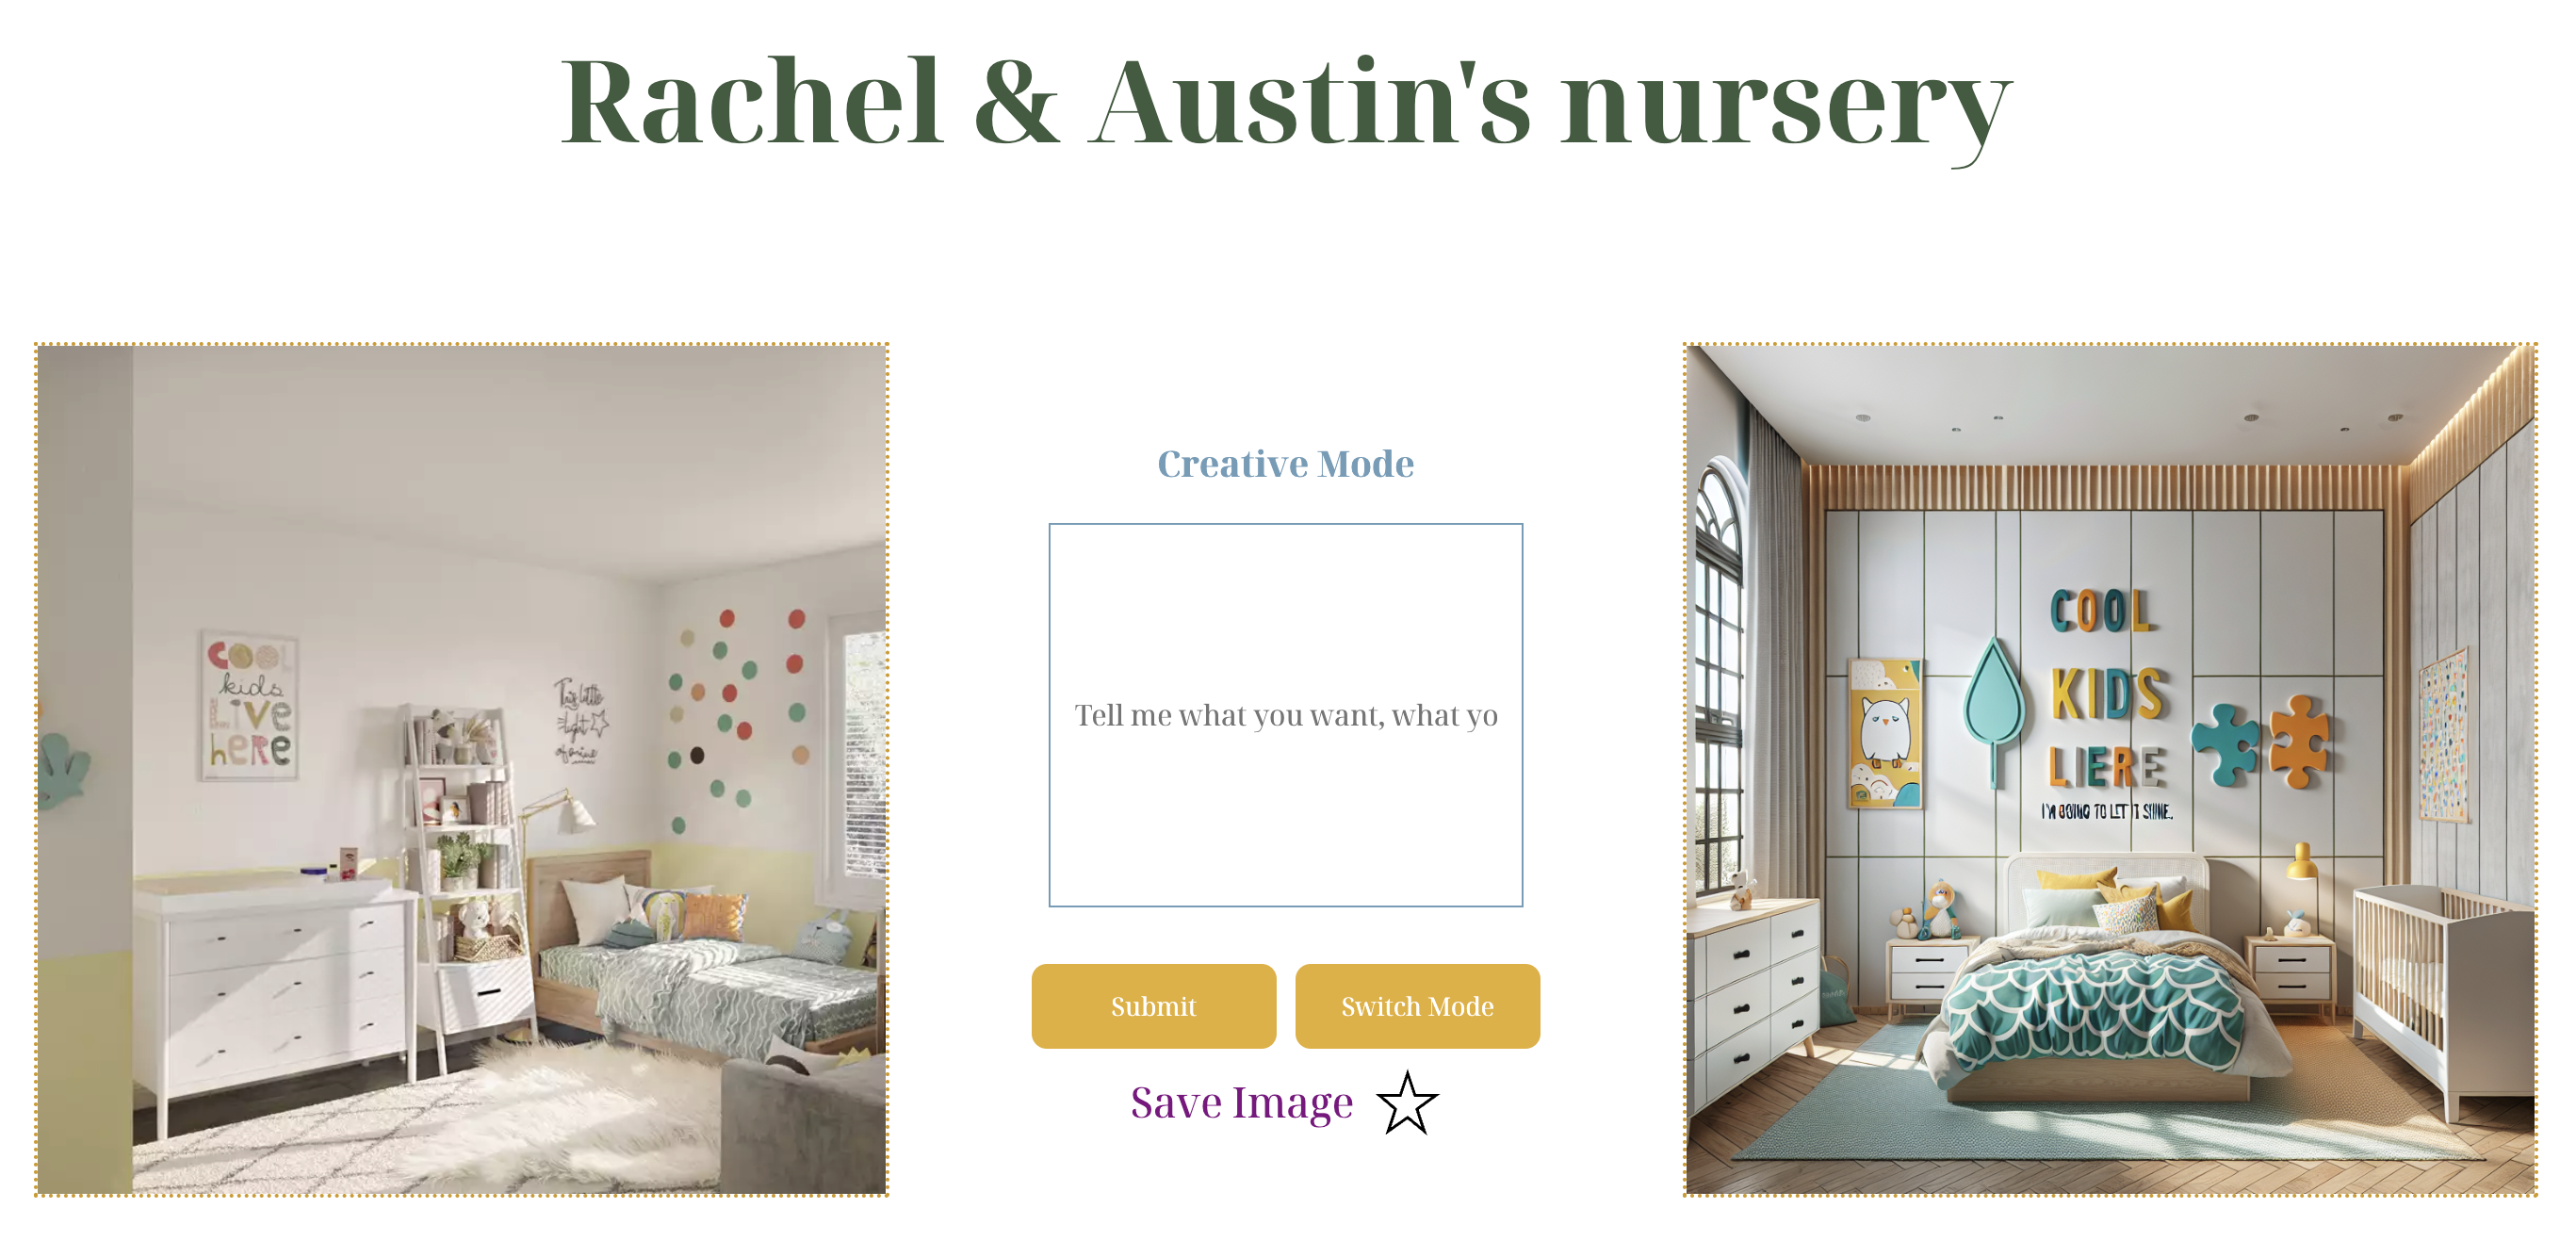 Rachel & Austin's nursery
COOL
kids
LIVE
hERE
This little
light
of mine
Creative Mode
Tell me what you want, what yo
Submit
Switch Mode
Save Image
COOL
KIDS
LIERE
I'M GOING TO LET IT SHINE.